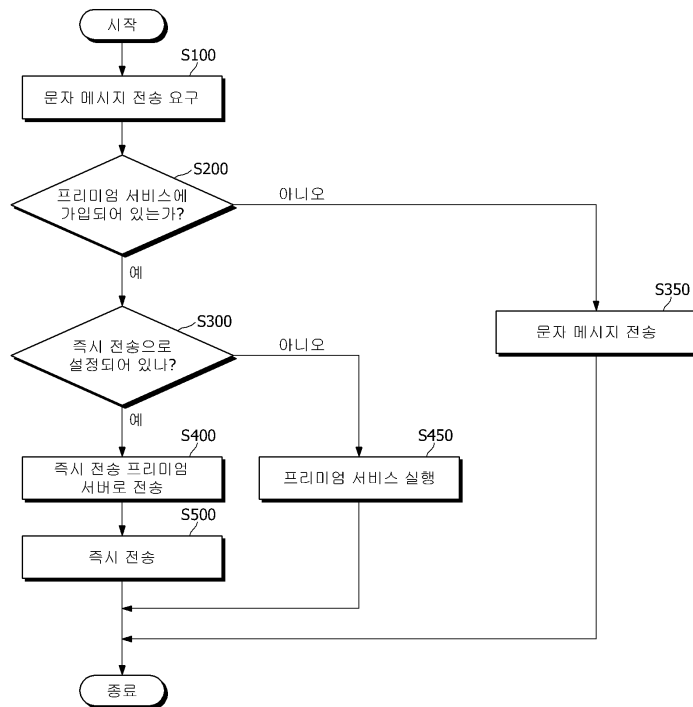 시작
S100
문자 메시지 전송 요구
S200
프리미엄 서비스에
가입되어 있는가?
아니오
예
S300
즉시 전송으로
설정되어 있나?
아니오
예
S350
문자 메시지 전송
S400
즉시 전송 프리미엄
서버로 전송
S450
프리미엄 서비스 실행
S500
즉시 전송
종료